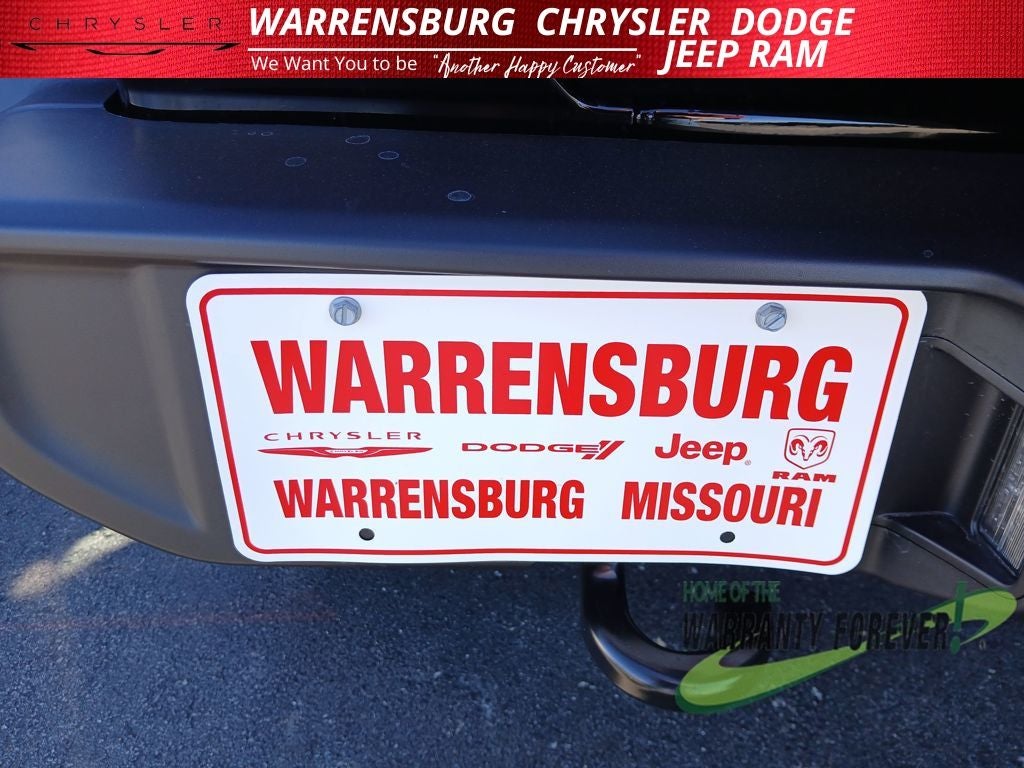 CHRYSLER
WARRENSBURG CHRYSLER DODGE
JEEP RAM
We Want You to be "Another Happy Customer"
WARRENSBURG
CHRYSLER DODGE Jeep RAM
WARRENSBURG MISSOURI
HOME OF THE
WARRANTY FOREVER!